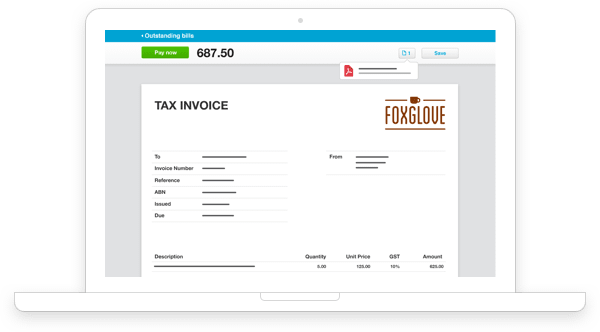 • Outstanding bills
Pay now 687.50 1 Save
TAX INVOICE
FOXGLOVE
To
From
Invoice Number
Reference
ABN
Issued
Due
Description Quantity Unit Price GST Amount
5.00 125.00 10% 625.00